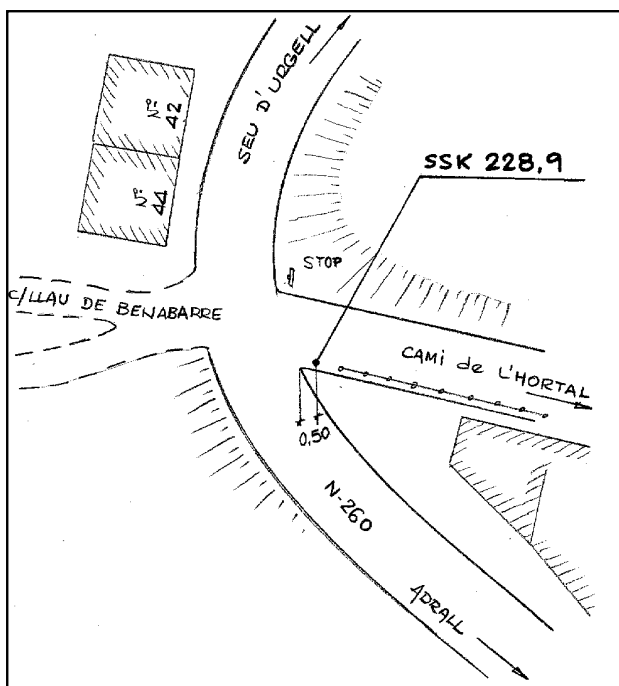 SEU D'URGELL
Nº 42
Nº 44
SSK 228,9
STOP
C/LLAU DE BENABARRE
CAMÍ de L'HORTAL
0,50
N-260
ADRALL